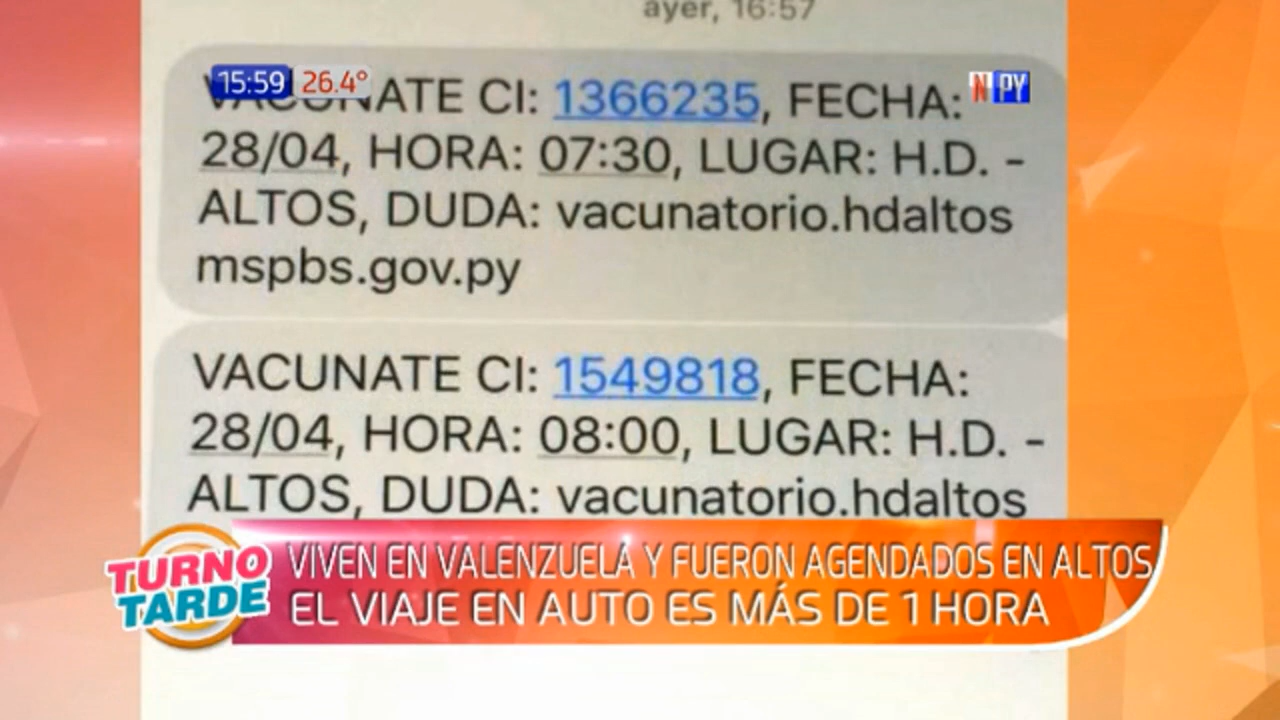 ayer, 16:57
15:59 26.4°
NPY
VACUNATE CI: 1366235, FECHA:
28/04, HORA: 07:30, LUGAR: H.D. -
ALTOS, DUDA: vacunatorio.hdaltos
mspbs.gov.py
VACUNATE CI: 1549818, FECHA:
28/04, HORA: 08:00, LUGAR: H.D. -
ALTOS, DUDA: vacunatorio.hdaltos
TURNO
TARDE
VIVEN EN VALENZUELA Y FUERON AGENDADOS EN ALTOS
EL VIAJE EN AUTO ES MÁS DE 1 HORA